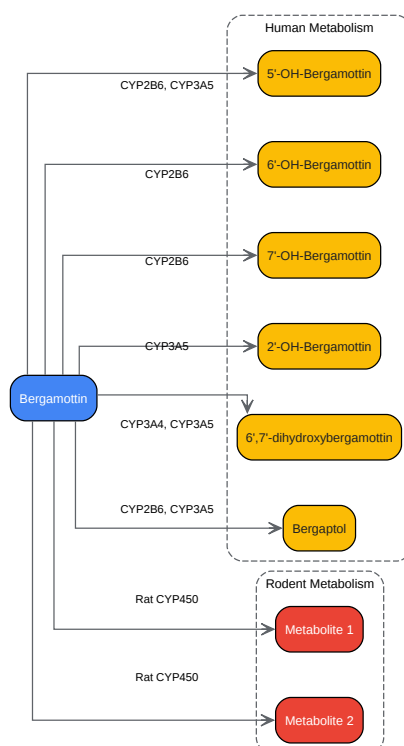 Human Metabolism
5'-OH-Bergamottin
CYP2B6, CYP3A5
6'-OH-Bergamottin
CYP2B6
7'-OH-Bergamottin
CYP2B6
2'-OH-Bergamottin
CYP3A5
Bergamottin
CYP3A4, CYP3A5
6',7'-dihydroxybergamottin
CYP2B6, CYP3A5
Bergaptol
Rodent Metabolism
Rat CYP450
Metabolite 1
Rat CYP450
Metabolite 2